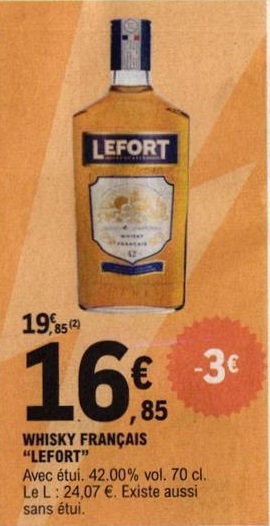 LEFORT
WHISKY
FRANÇAIS
42
19€,85 (2)
16€,85
-3€
WHISKY FRANÇAIS
"LEFORT"
Avec étui. 42.00% vol. 70 cl.
Le L : 24,07 €. Existe aussi
sans étui.